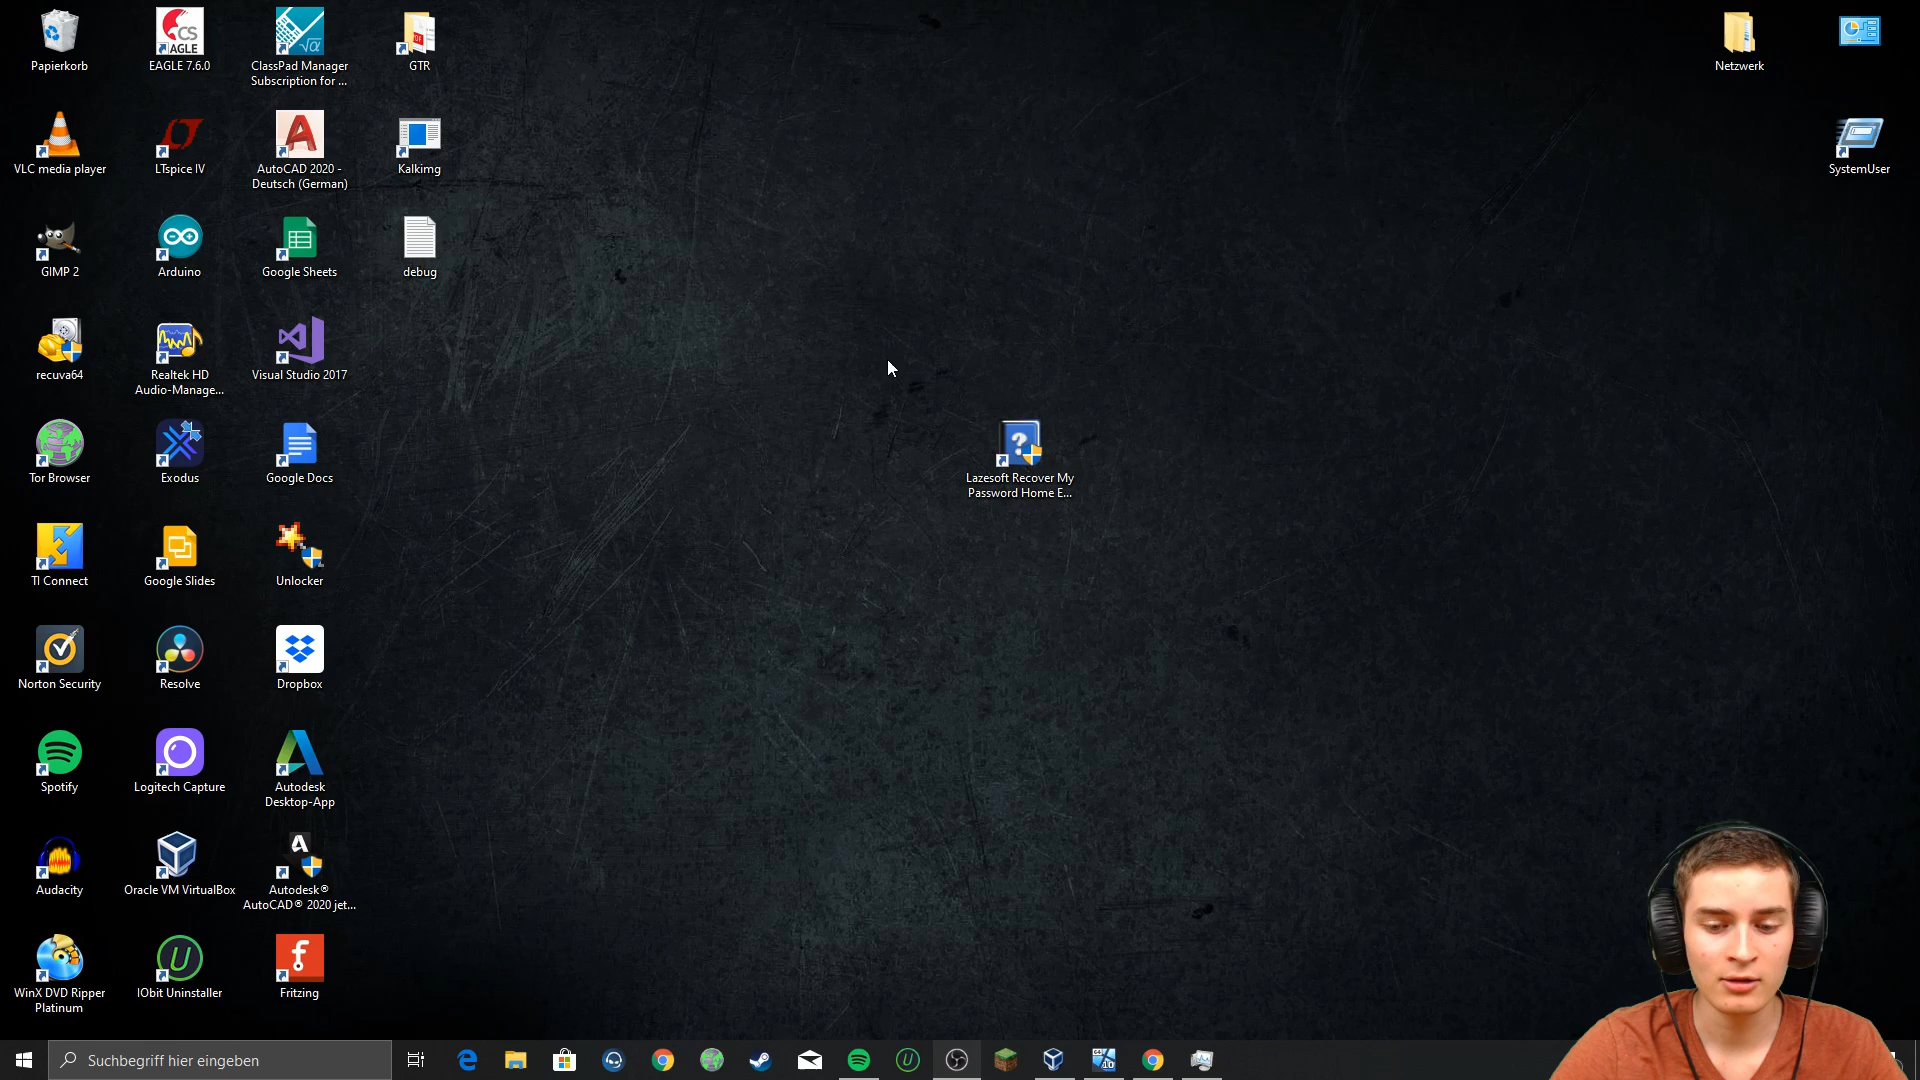 Papierkorb
EAGLE 7.6.0
ClassPad Manager
Subscription for ...
GTR
Netzwerk
VLC media player
LTspice IV
AutoCAD 2020 -
Deutsch (German)
Kalkimg
SystemUser
GIMP 2
Arduino
Google Sheets
debug
recuva64
Realtek HD
Audio-Manage...
Visual Studio 2017
Tor Browser
Exodus
Google Docs
Lazesoft Recover My
Password Home E...
TI Connect
Google Slides
Unlocker
Norton Security
Resolve
Dropbox
Spotify
Logitech Capture
Autodesk
Desktop-App
Audacity
Oracle VM VirtualBox
Autodesk®
AutoCAD® 2020 jet...
WinX DVD Ripper
Platinum
IObit Uninstaller
Fritzing
Suchbegriff hier eingeben